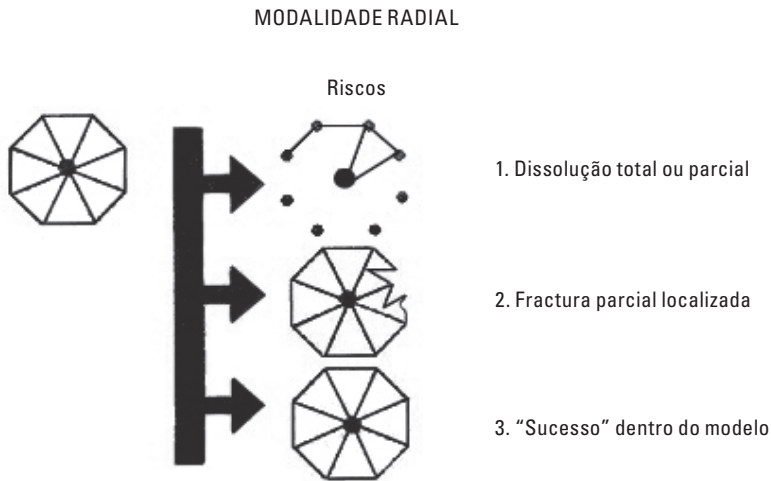 MODALIDADE RADIAL
Riscos
1. Dissolução total ou parcial
2. Fractura parcial localizada
3. “Sucesso” dentro do modelo